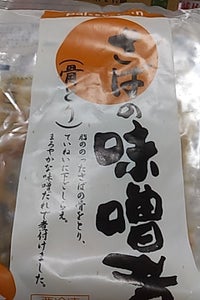 さばの味噌煮
(骨とり)
脂ののったさばの骨をとり、
ていねいに下ごしらえ。
まろやかな味噌だれで煮付けました。